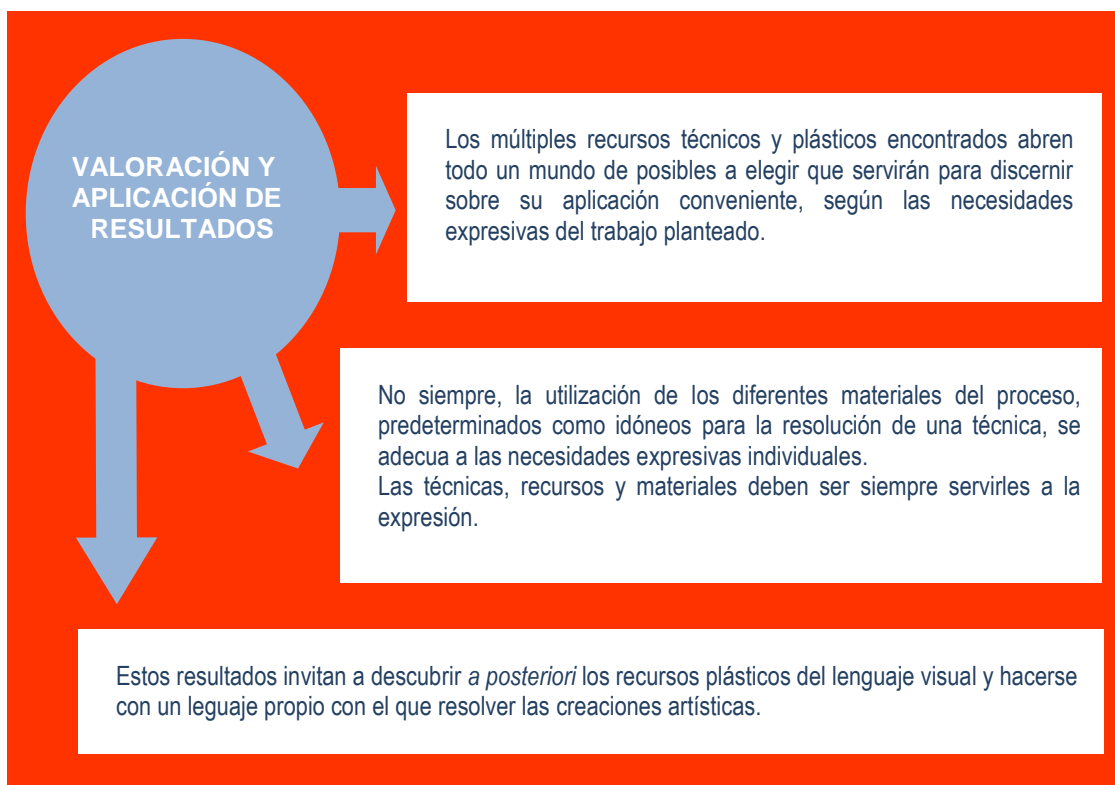 VALORACIÓN Y
APLICACIÓN DE
RESULTADOS
Los múltiples recursos técnicos y plásticos encontrados abren
todo un mundo de posibles a elegir que servirán para discernir
sobre su aplicación conveniente, según las necesidades
expresivas del trabajo planteado.
No siempre, la utilización de los diferentes materiales del proceso,
predeterminados como idóneos para la resolución de una técnica, se
adecua a las necesidades expresivas individuales.
Las técnicas, recursos y materiales deben ser siempre servirles a la
expresión.
Estos resultados invitan a descubrir a posteriori los recursos plásticos del lenguaje visual y hacerse
con un leguaje propio con el que resolver las creaciones artísticas.